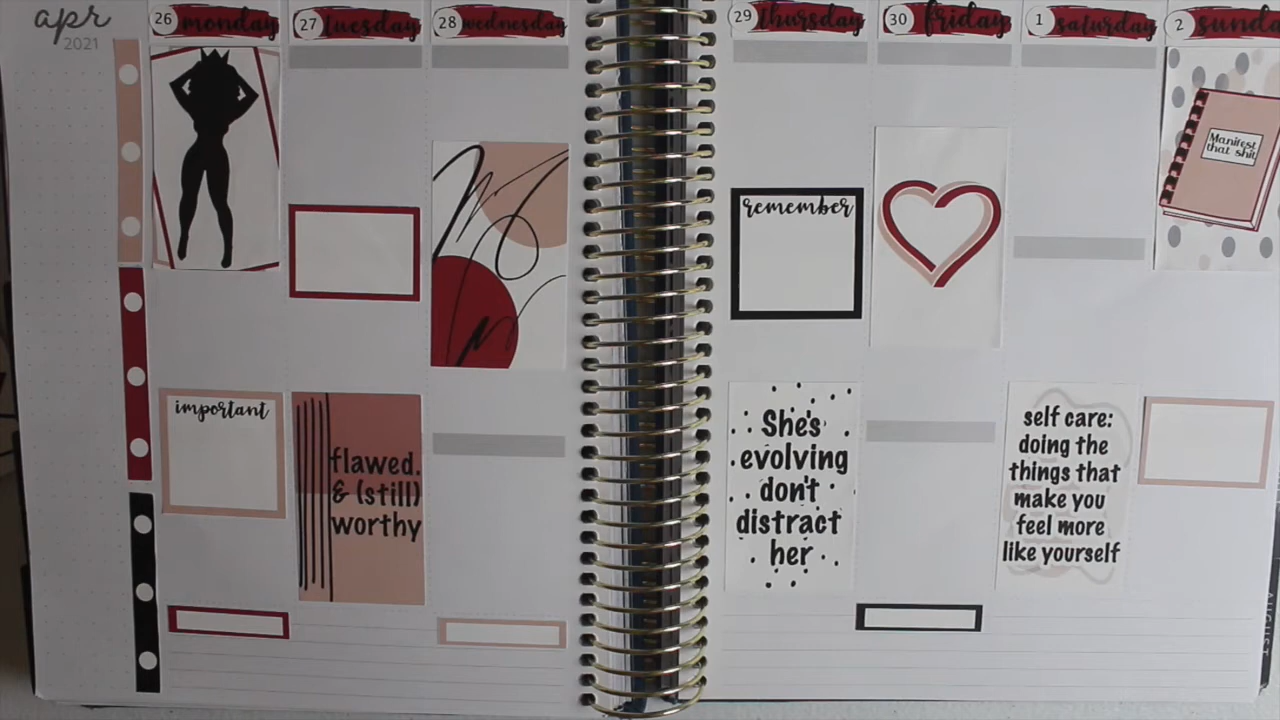 apr
2021
26 monday
27 tuesday
28 wednesday
29 thursday
30 friday
1 saturday
2 sunda
Manifest
that shit
remember
important
flawed.
& (still)
worthy
She's
evolving
don't
distract
her
self care:
doing the
things that
make you
feel more
like yourself
AUGUST